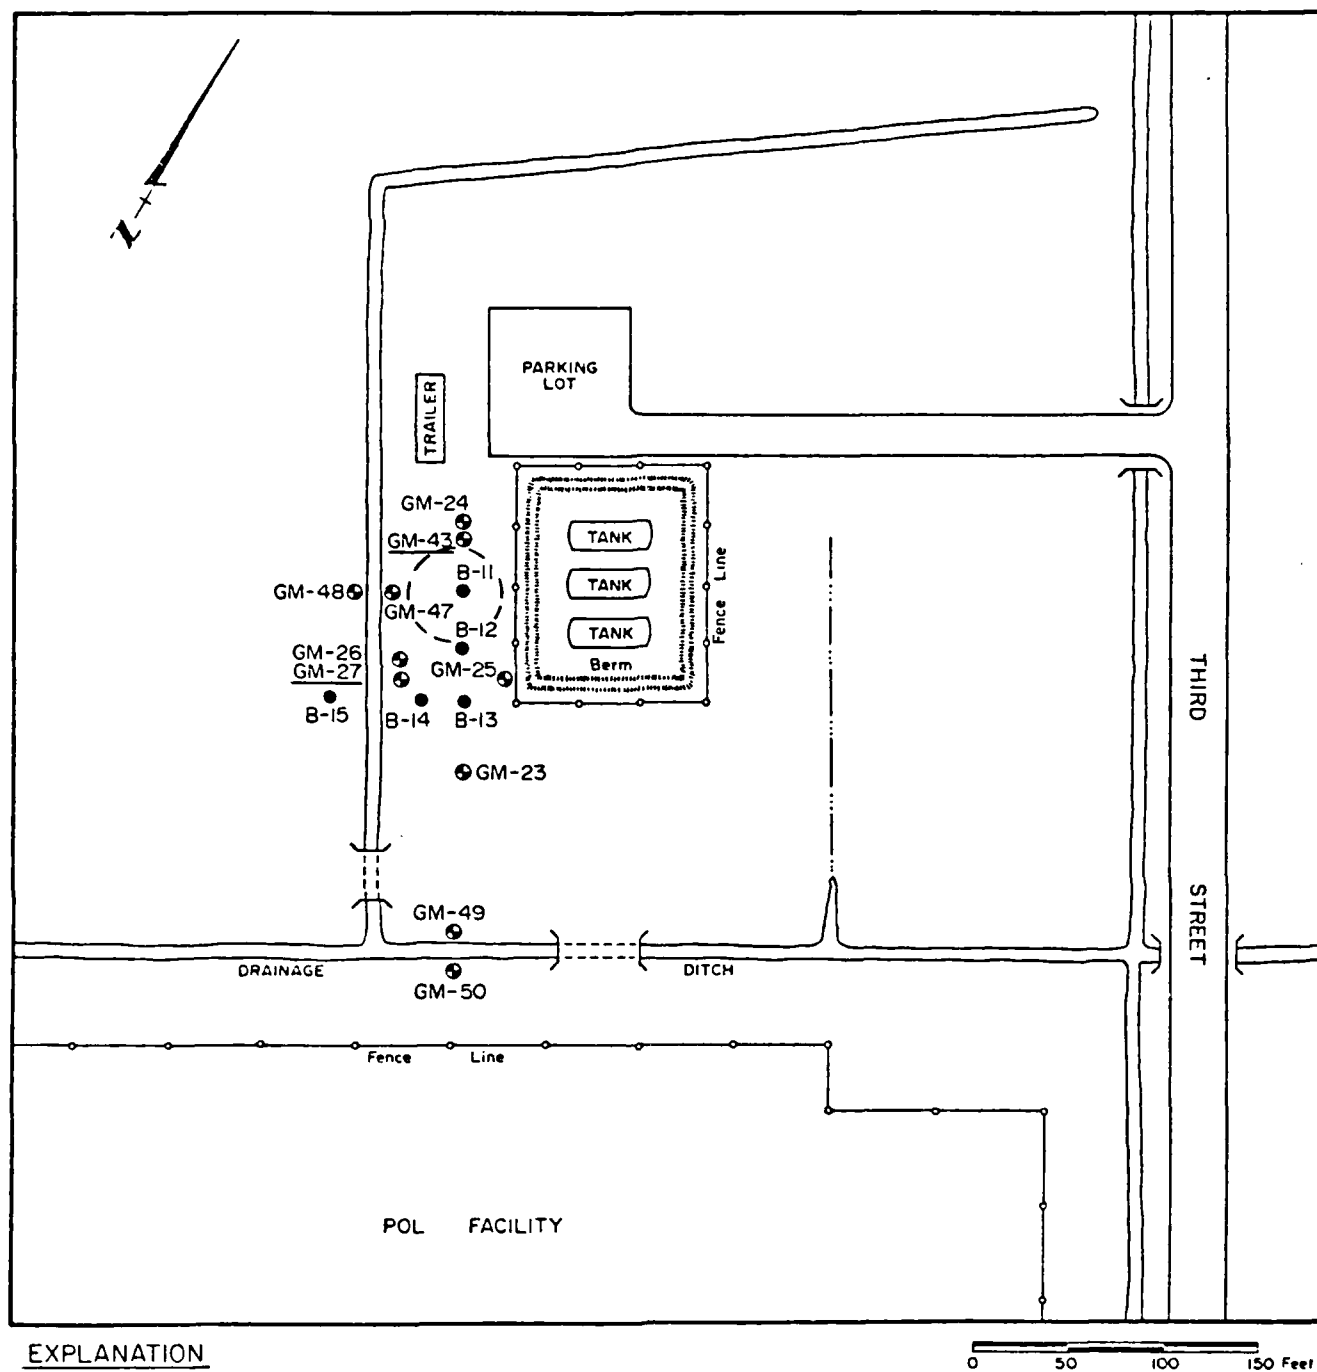 N
PARKING
LOT
TRAILER
GM-24
GM-43
B-11
GM-48
GM-47
B-12
GM-26
GM-27
GM-25
B-15
B-14
B-13
GM-23
TANK
TANK
TANK
Berm
Fence Line
THIRD STREET
GM-49
DRAINAGE DITCH
GM-50
Fence Line
POL FACILITY
EXPLANATION
0 50 100 150 Feet